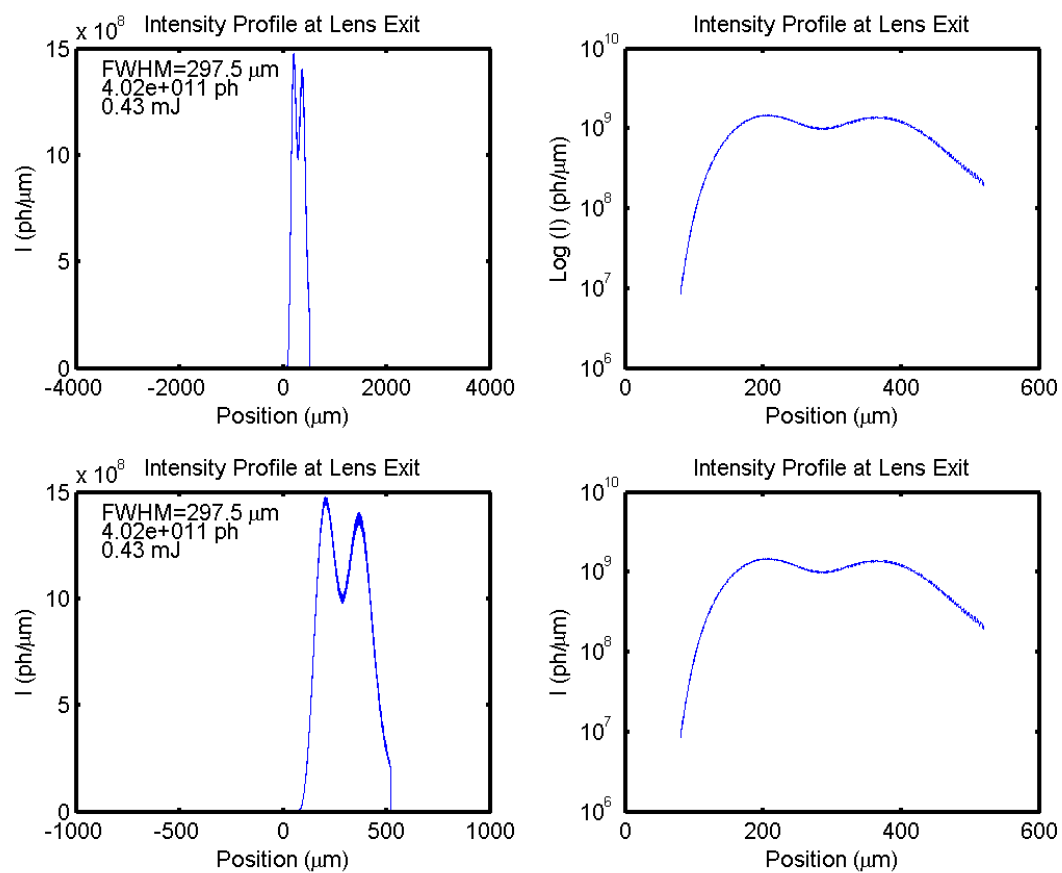 Intensity Profile at Lens Exit
x 10^8
15
10
5
0
FWHM=297.5 μm
4.02e+011 ph
0.43 mJ
I (ph/μm)
-4000 -2000 0 2000 4000
Position (μm)
Intensity Profile at Lens Exit
10^10
10^9
10^8
10^7
10^6
Log (I) (ph/μm)
0 200 400 600
Position (μm)
Intensity Profile at Lens Exit
x 10^8
15
10
5
0
FWHM=297.5 μm
4.02e+011 ph
0.43 mJ
I (ph/μm)
-1000 -500 0 500 1000
Position (μm)
Intensity Profile at Lens Exit
10^10
10^9
10^8
10^7
10^6
I (ph/μm)
0 200 400 600
Position (μm)